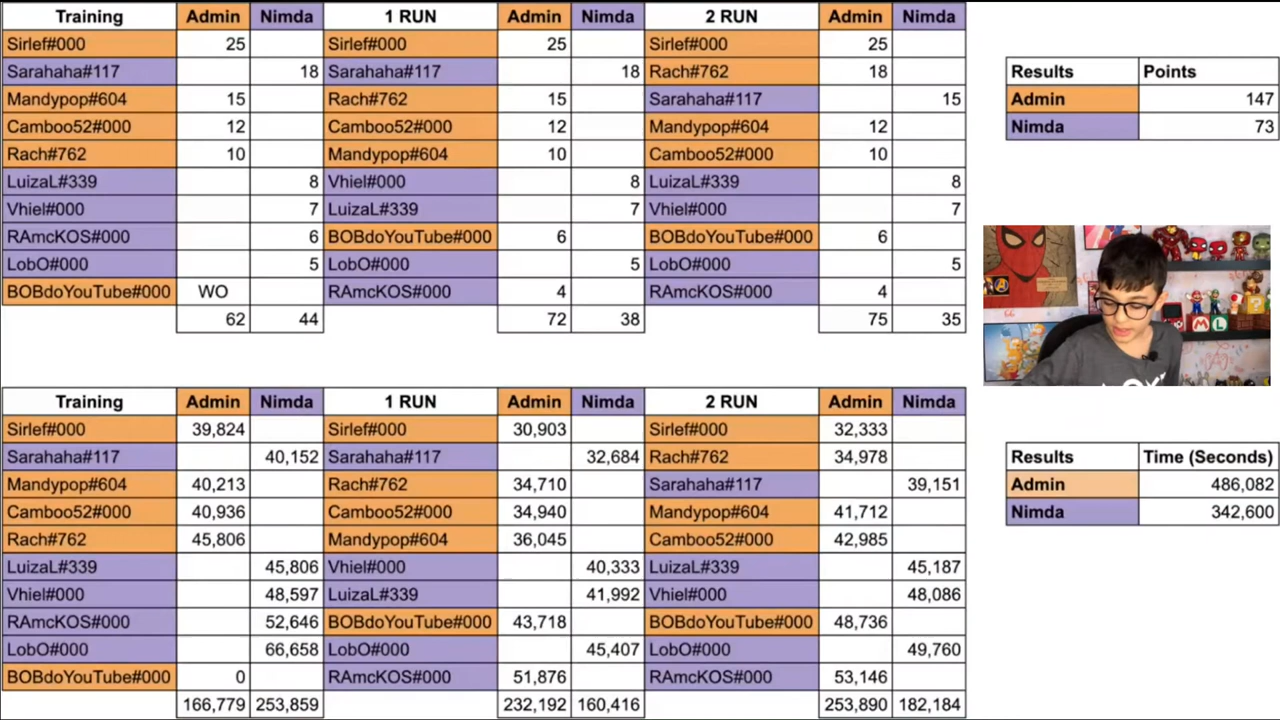 Training Admin Nimda 1 RUN Admin Nimda 2 RUN Admin Nimda
Sirlef#000 25 Sirlef#000 25 Sirlef#000 25
Sarahaha#117 18 Sarahaha#117 18 Rach#762 18
Mandypop#604 15 Rach#762 15 Sarahaha#117 15
Camboo52#000 12 Camboo52#000 12 Mandypop#604 12
Rach#762 10 Mandypop#604 10 Camboo52#000 10
LuizaL#339 8 Vhiel#000 8 LuizaL#339 8
Vhiel#000 7 LuizaL#339 7 Vhiel#000 7
RAmcKOS#000 6 BOBdoYouTube#000 6 BOBdoYouTube#000 6
LobO#000 5 LobO#000 5 LobO#000 5
BOBdoYouTube#000 WO RAmcKOS#000 4 RAmcKOS#000 4
62 44 72 38 75 35
Results Points
Admin 147
Nimda 73
Training Admin Nimda 1 RUN Admin Nimda 2 RUN Admin Nimda
Sirlef#000 39,824 Sirlef#000 30,903 Sirlef#000 32,333
Sarahaha#117 40,152 Sarahaha#117 32,684 Rach#762 34,978
Mandypop#604 40,213 Rach#762 34,710 Sarahaha#117 39,151
Camboo52#000 40,936 Camboo52#000 34,940 Mandypop#604 41,712
Rach#762 45,806 Mandypop#604 36,045 Camboo52#000 42,985
LuizaL#339 45,806 Vhiel#000 40,333 LuizaL#339 45,187
Vhiel#000 48,597 LuizaL#339 41,992 Vhiel#000 48,086
RAmcKOS#000 52,646 BOBdoYouTube#000 43,718 BOBdoYouTube#000 48,736
LobO#000 66,658 LobO#000 45,407 LobO#000 49,760
BOBdoYouTube#000 0 RAmcKOS#000 51,876 RAmcKOS#000 53,146
166,779 253,859 232,192 160,416 253,890 182,184
Results Time (Seconds)
Admin 486,082
Nimda 342,600